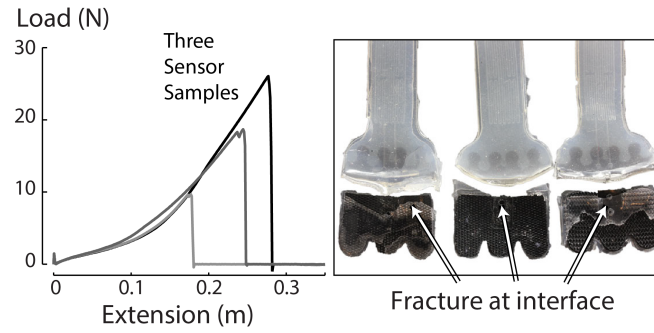 Load (N)
30
20
10
0
Three
Sensor
Samples
0
0.1
0.2
0.3
Extension (m)
Fracture at interface